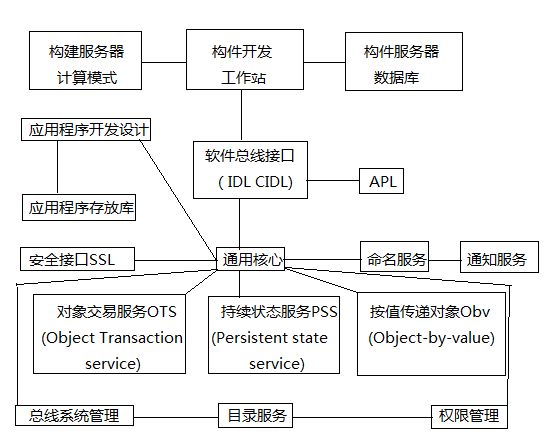 构建服务器
计算模式
构件开发
工作站
构件服务器
数据库
应用程序开发设计
软件总线接口
(IDL CIDL)
APL
应用程序存放库
安全接口SSL
通用核心
命名服务
通知服务
对象交易服务OTS
(Object Transaction
service)
持续状态服务PSS
(Persistent state
service)
按值传递对象Obv
(Object-by-value)
总线系统管理
目录服务
权限管理